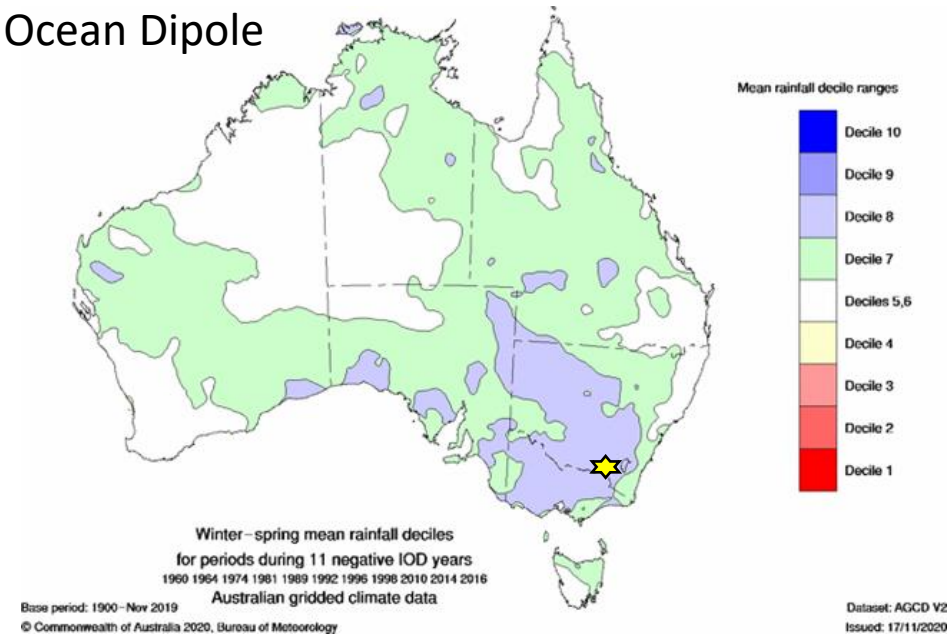 Ocean Dipole
Mean rainfall decile ranges
Decile 10
Decile 9
Decile 8
Decile 7
Deciles 5,6
Decile 4
Decile 3
Decile 2
Decile 1
Winter-spring mean rainfall deciles
for periods during 11 negative IOD years
1960 1964 1974 1981 1989 1992 1996 1998 2010 2014 2016
Australian gridded climate data
Base period: 1900-Nov 2019
© Commonwealth of Australia 2020, Bureau of Meteorology
Dataset: AGCD V2
Issued: 17/11/2020